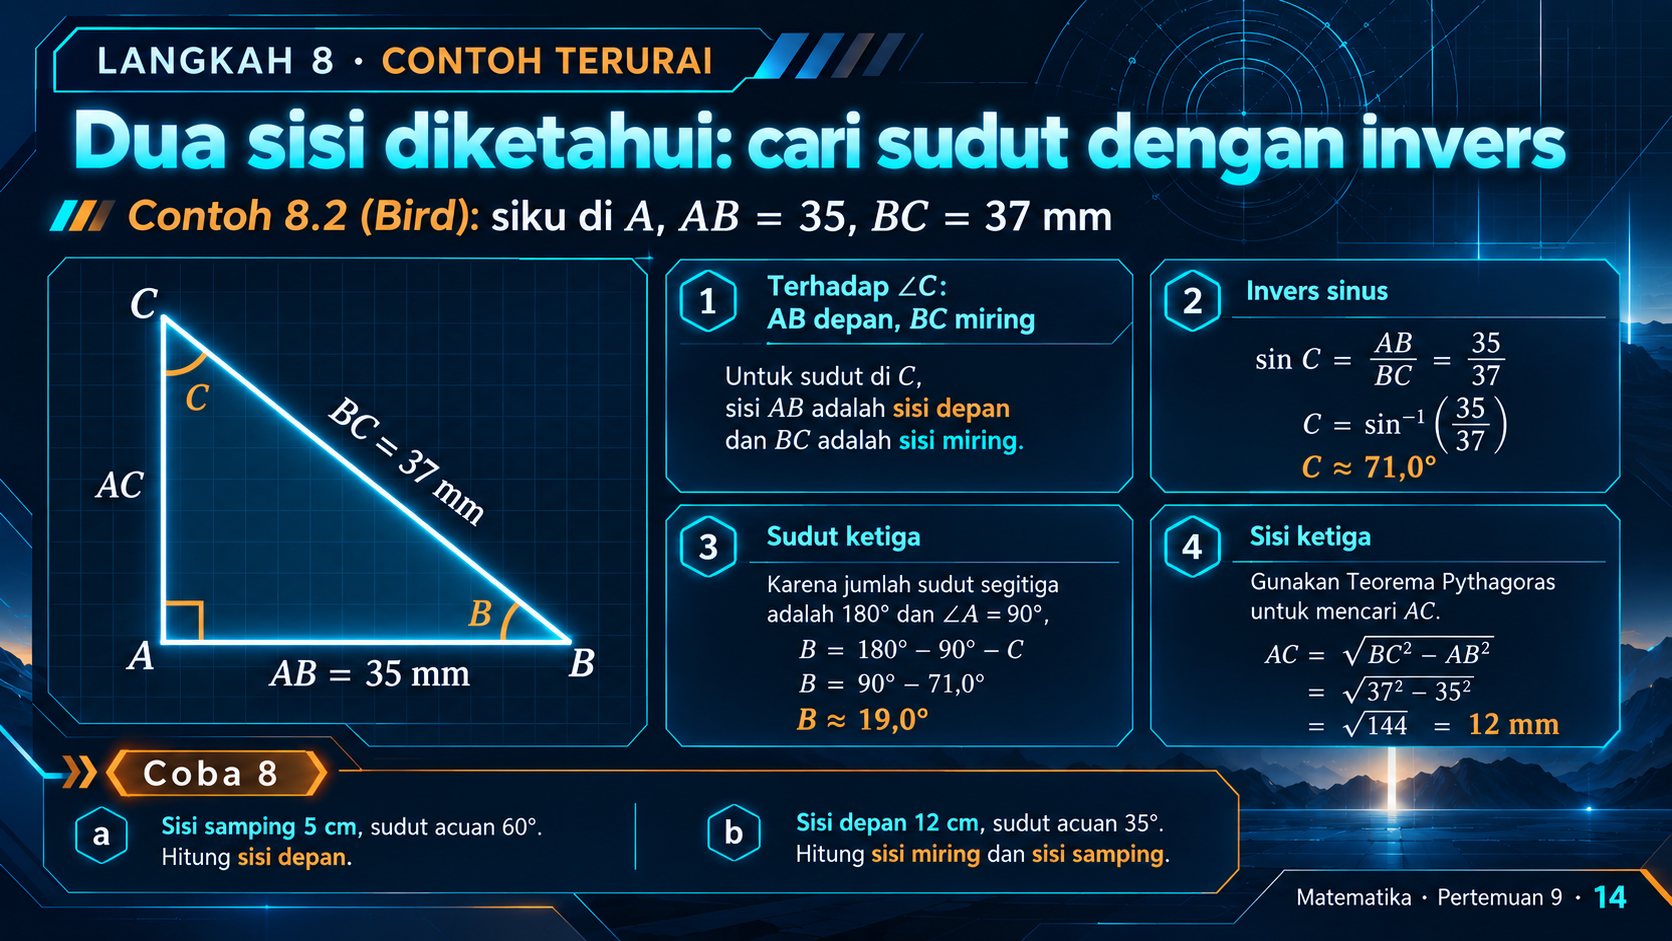 LANGKAH 8 · CONTOH TERURAI
Dua sisi diketahui: cari sudut dengan invers
Contoh 8.2 (Bird): siku di A, AB = 35, BC = 37 mm
C
C
BC = 37 mm
AC
B
A
B
AB = 35 mm
1
Terhadap ∠C:
AB depan, BC miring
Untuk sudut di C,
sisi AB adalah sisi depan
dan BC adalah sisi miring.
2
Invers sinus
sin C = AB/BC = 35/37
C = sin⁻¹(35/37)
C ≈ 71,0°
3
Sudut ketiga
Karena jumlah sudut segitiga
adalah 180° dan ∠A = 90°,
B = 180° – 90° – C
B = 90° – 71,0°
B ≈ 19,0°
4
Sisi ketiga
Gunakan Teorema Pythagoras
untuk mencari AC.
AC = √(BC² – AB²)
= √(37² – 35²)
= √144 = 12 mm
Coba 8
a
Sisi samping 5 cm, sudut acuan 60°.
Hitung sisi depan.
b
Sisi depan 12 cm, sudut acuan 35°.
Hitung sisi miring dan sisi samping.
Matematika · Pertemuan 9 · 14